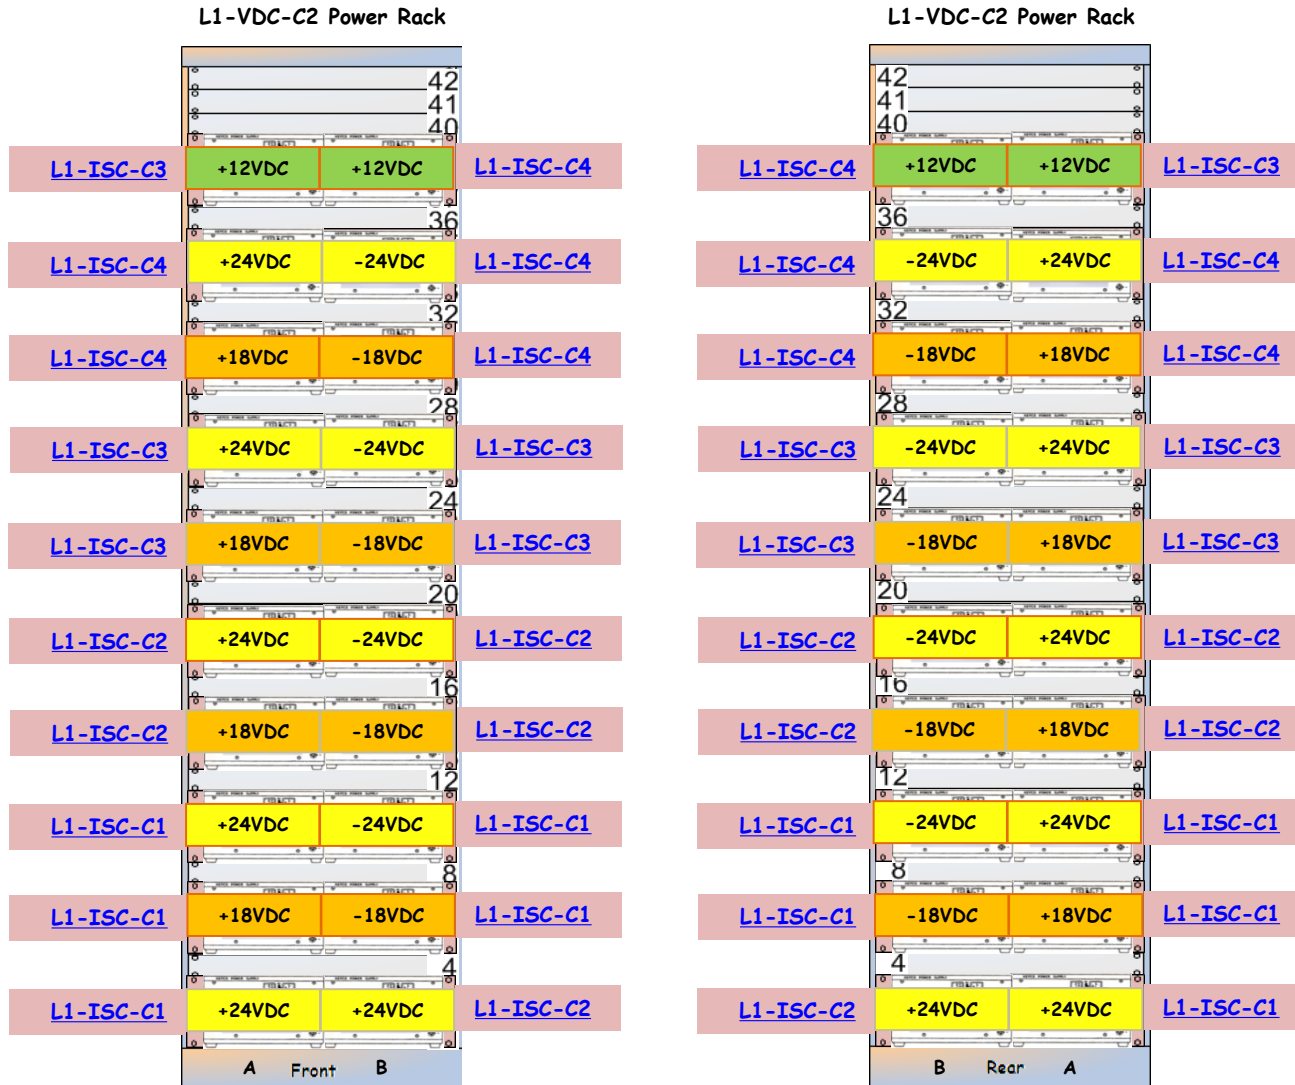 L1-VDC-C2 Power Rack
42
41
40
L1-ISC-C3 +12VDC +12VDC L1-ISC-C4
36
L1-ISC-C4 +24VDC -24VDC L1-ISC-C4
32
L1-ISC-C4 +18VDC -18VDC L1-ISC-C4
28
L1-ISC-C3 +24VDC -24VDC L1-ISC-C3
24
L1-ISC-C3 +18VDC -18VDC L1-ISC-C3
20
L1-ISC-C2 +24VDC -24VDC L1-ISC-C2
16
L1-ISC-C2 +18VDC -18VDC L1-ISC-C2
12
L1-ISC-C1 +24VDC -24VDC L1-ISC-C1
8
L1-ISC-C1 +18VDC -18VDC L1-ISC-C1
4
L1-ISC-C1 +24VDC +24VDC L1-ISC-C2
A Front B
L1-VDC-C2 Power Rack
42
41
40
L1-ISC-C4 +12VDC +12VDC L1-ISC-C3
36
L1-ISC-C4 -24VDC +24VDC L1-ISC-C4
32
L1-ISC-C4 -18VDC +18VDC L1-ISC-C4
28
L1-ISC-C3 -24VDC +24VDC L1-ISC-C3
24
L1-ISC-C3 -18VDC +18VDC L1-ISC-C3
20
L1-ISC-C2 -24VDC +24VDC L1-ISC-C2
16
L1-ISC-C2 -18VDC +18VDC L1-ISC-C2
12
L1-ISC-C1 -24VDC +24VDC L1-ISC-C1
8
L1-ISC-C1 -18VDC +18VDC L1-ISC-C1
4
L1-ISC-C2 +24VDC +24VDC L1-ISC-C1
B Rear A